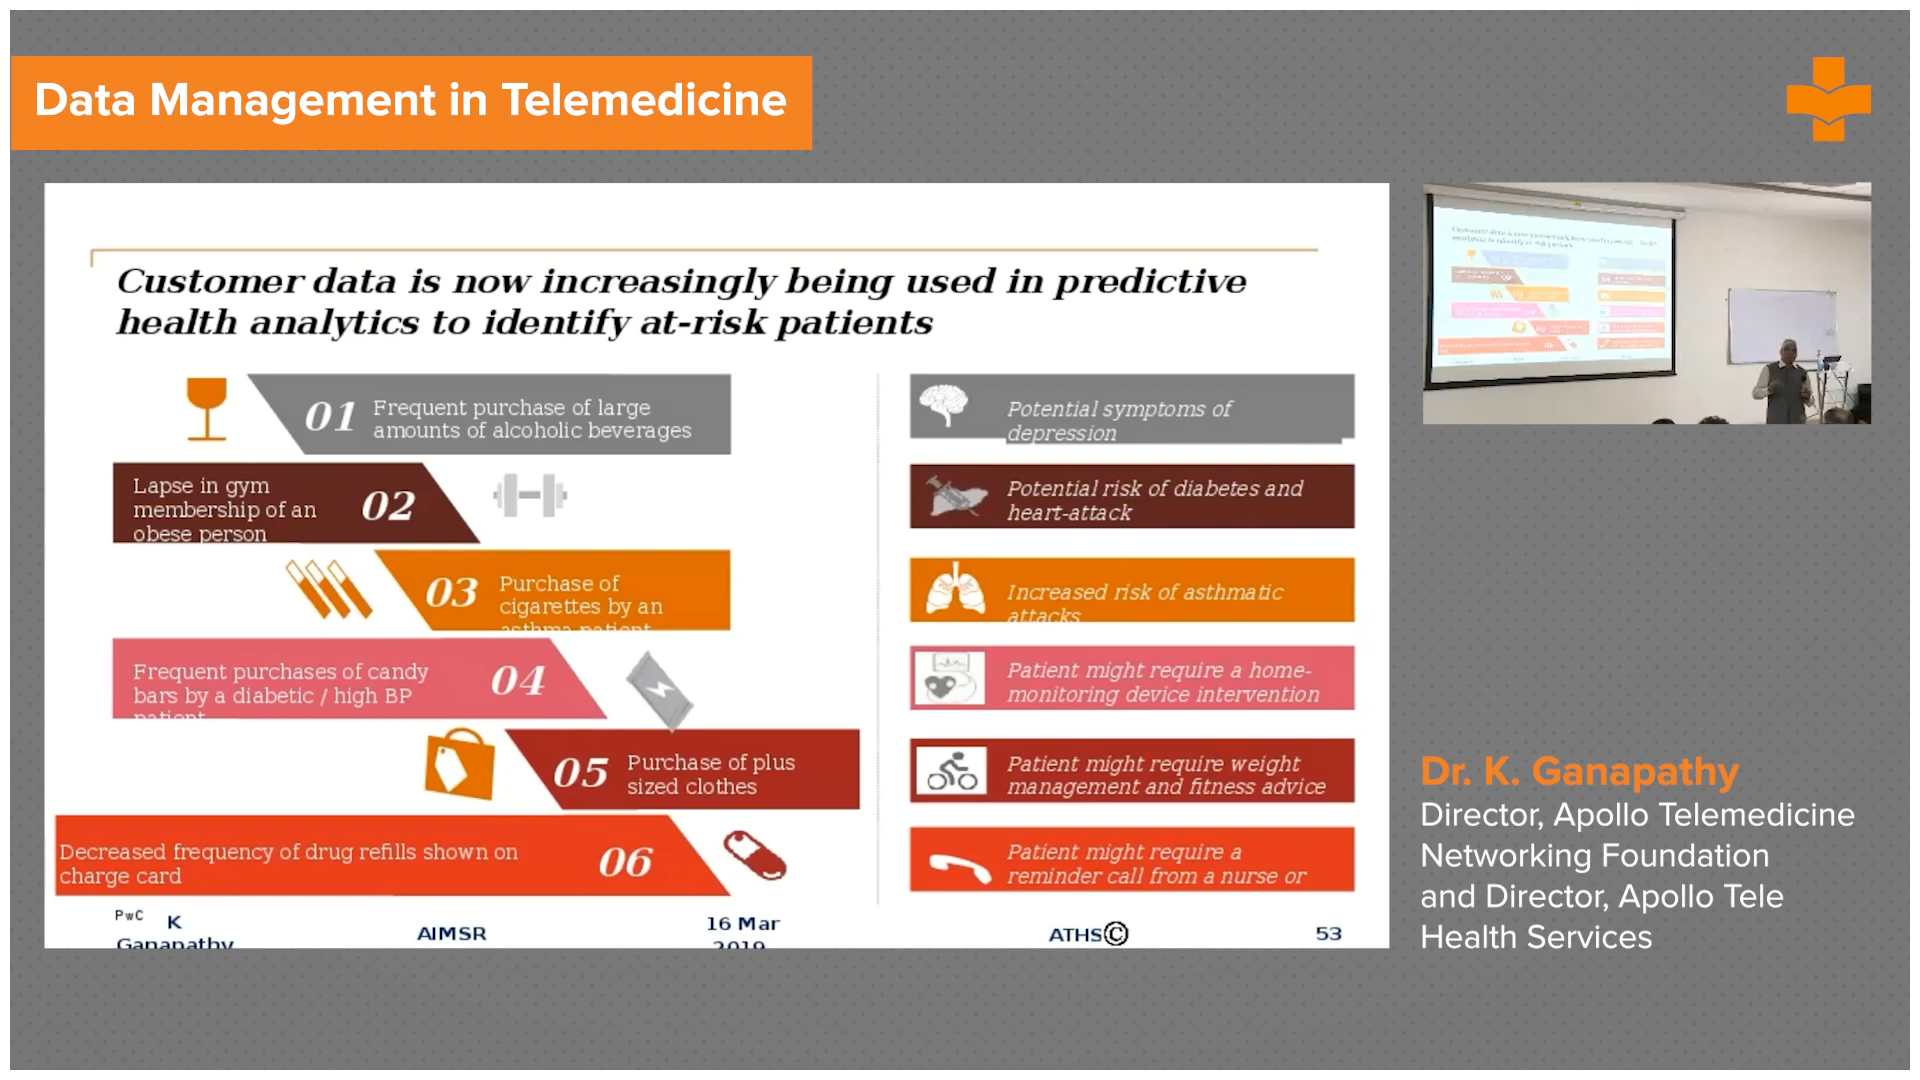 Data Management in Telemedicine
Customer data is now increasingly being used in predictive
health analytics to identify at-risk patients
01
Frequent purchase of large
amounts of alcoholic beverages
Potential symptoms of
depression
Lapse in gym
membership of an
obese person
02
Potential risk of diabetes and
heart-attack
03
Purchase of
cigarettes by an
asthma patient
Increased risk of asthmatic
attacks
Frequent purchases of candy
bars by a diabetic / high BP
patient
04
Patient might require a home-
monitoring device intervention
05
Purchase of plus
sized clothes
Patient might require weight
management and fitness advice
Decreased frequency of drug refills shown on
charge card
06
Patient might require a
reminder call from a nurse or
PwC
K
Ganapathy
AIMSR
16 Mar
2019
ATHS©
53
Dr. K. Ganapathy
Director, Apollo Telemedicine
Networking Foundation
and Director, Apollo Tele
Health Services